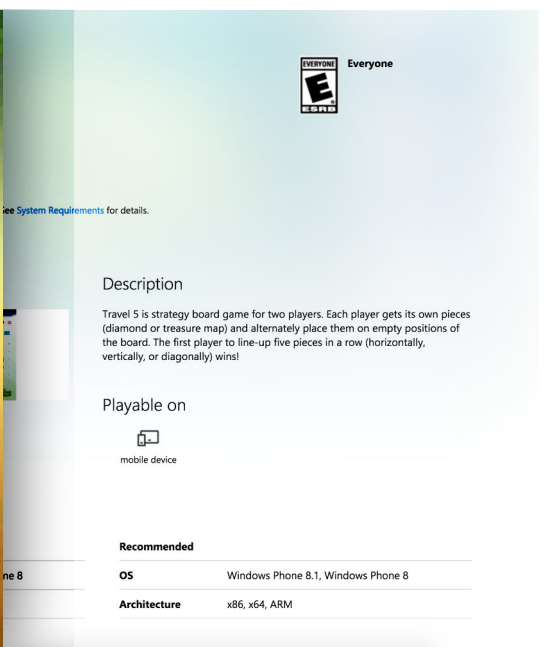 EVERYONE
E
ESRB
Everyone
See System Requirements for details.
Description
Travel 5 is strategy board game for two players. Each player gets its own pieces
(diamond or treasure map) and alternately place them on empty positions of
the board. The first player to line-up five pieces in a row (horizontally,
vertically, or diagonally) wins!
Playable on
mobile device
Recommended
ne 8
OS Windows Phone 8.1, Windows Phone 8
Architecture x86, x64, ARM